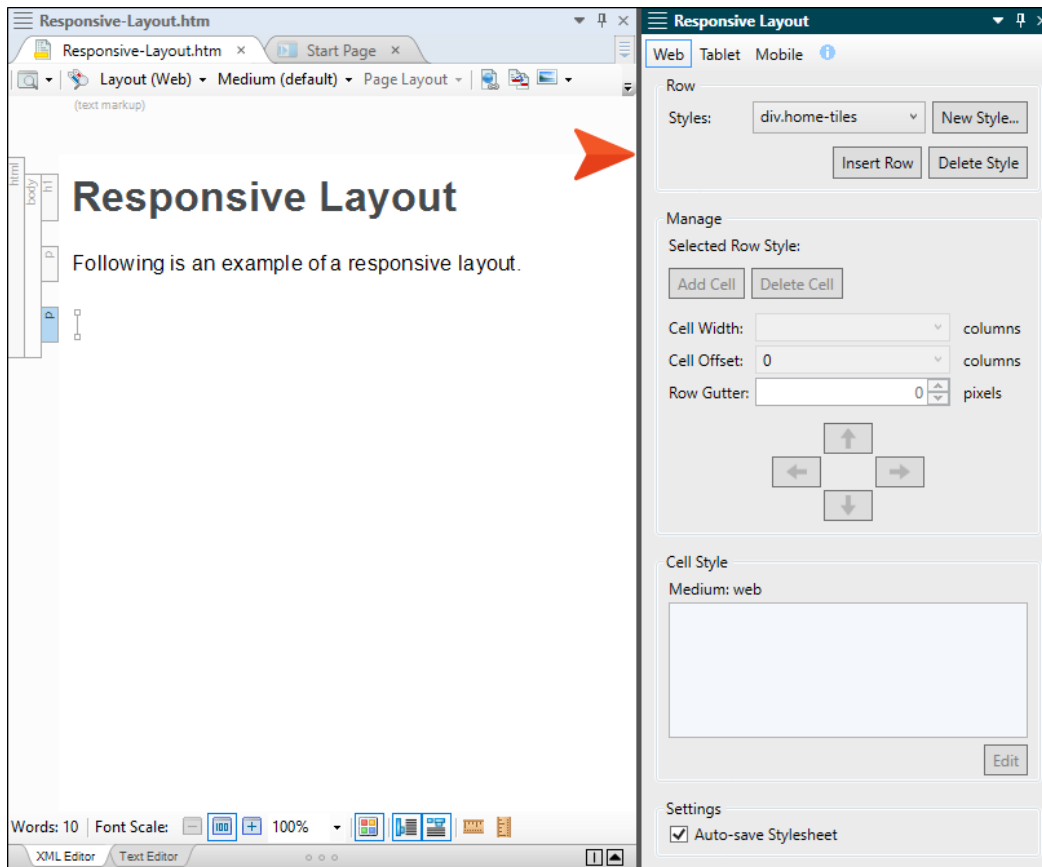 Responsive-Layout.htm
Responsive-Layout.htm × Start Page ×
Layout (Web) Medium (default) Page Layout
(text markup)
html
body
h1
Responsive Layout
p
Following is an example of a responsive layout.
p
Words: 10 Font Scale: 100 100%
XML Editor Text Editor
Responsive Layout
Web Tablet Mobile
Row
Styles: div.home-tiles New Style...
Insert Row Delete Style
Manage
Selected Row Style:
Add Cell Delete Cell
Cell Width: columns
Cell Offset: 0 columns
Row Gutter: 0 pixels
Cell Style
Medium: web
Edit
Settings
Auto-save Stylesheet